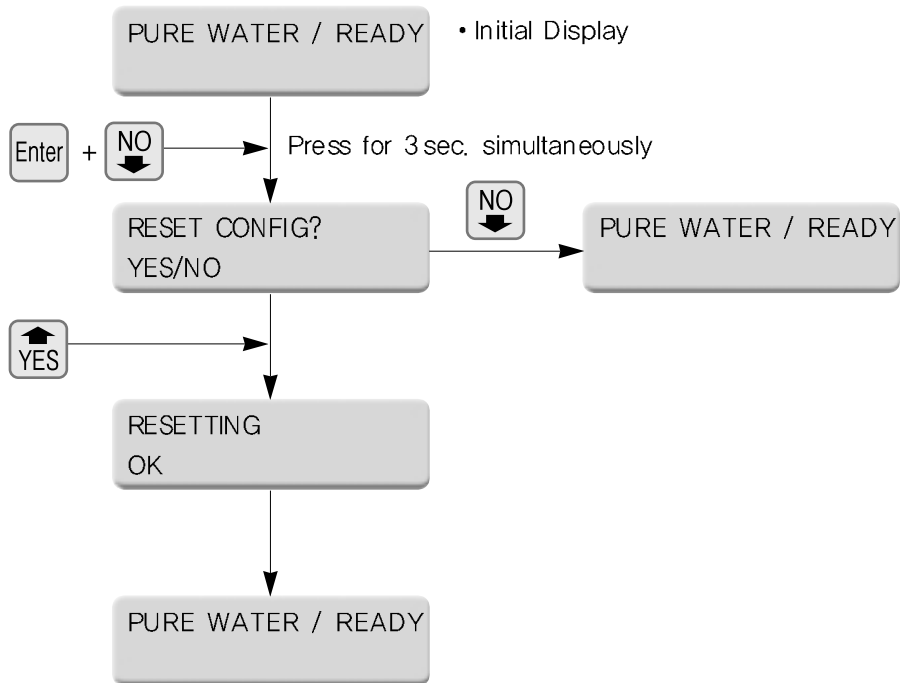 PURE WATER / READY
• Initial Display
Enter + NO
Press for 3 sec. simultaneously
NO
RESET CONFIG?
YES/NO
PURE WATER / READY
YES
RESETTING
OK
PURE WATER / READY